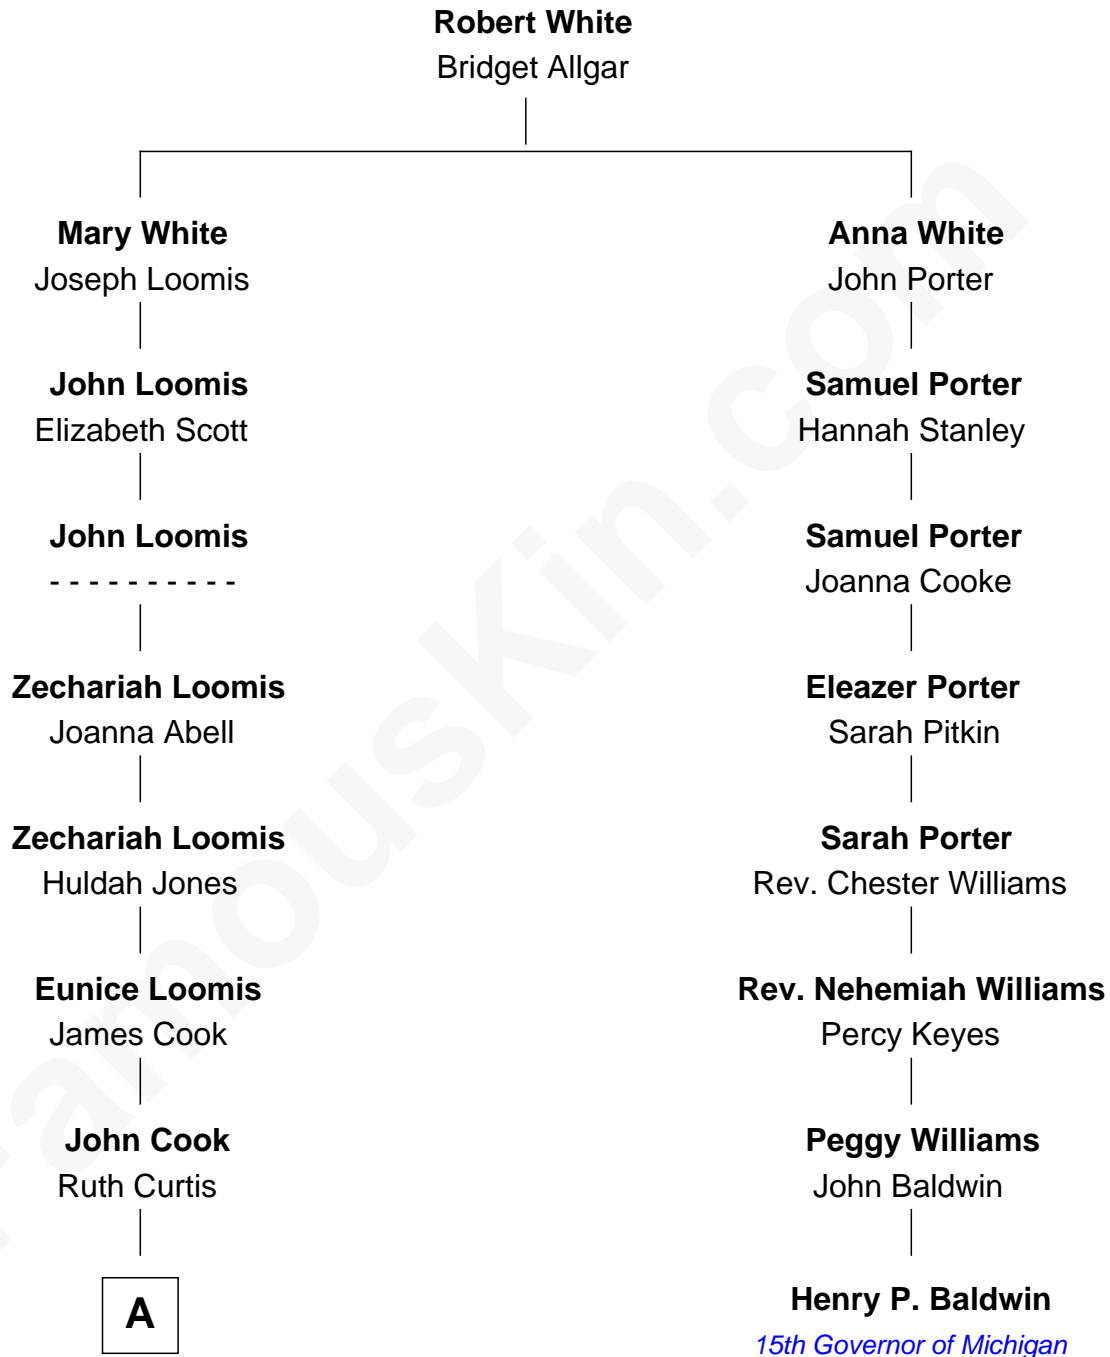 Robert White
Bridget Allgar
Mary White
Joseph Loomis
Anna White
John Porter
John Loomis
Elizabeth Scott
Samuel Porter
Hannah Stanley
John Loomis
- - - - - - - - - -
Samuel Porter
Joanna Cooke
Zechariah Loomis
Joanna Abell
Eleazer Porter
Sarah Pitkin
Zechariah Loomis
Huldah Jones
Sarah Porter
Rev. Chester Williams
Eunice Loomis
James Cook
Rev. Nehemiah Williams
Percy Keyes
John Cook
Ruth Curtis
Peggy Williams
John Baldwin
A
Henry P. Baldwin
15th Governor of Michigan
FamousKin.com